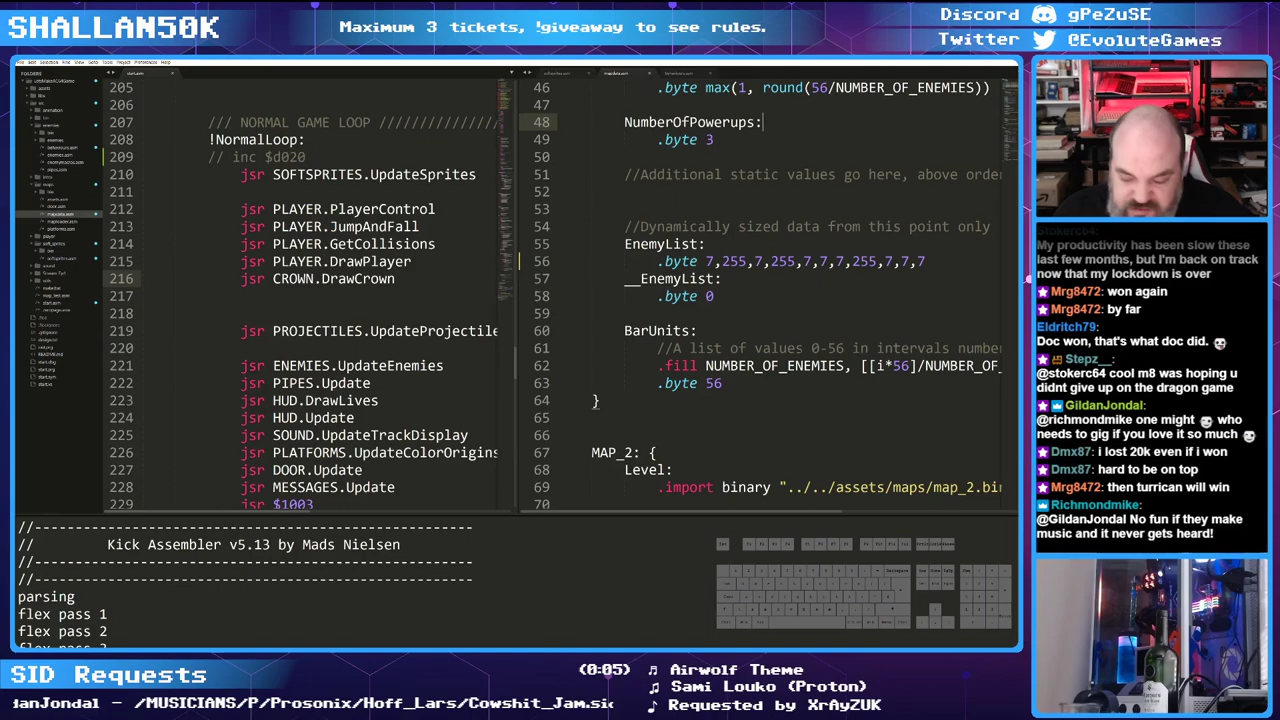 SHALLAN50K
Maximum 3 tickets, !giveaway to see rules.
Discord gPeZuSE
Twitter @EvoluteGames
FOLDERS
205
206
207 /// NORMAL GAME LOOP //////////////
208 !NormalLoop:
209 // inc $d020
210 jsr SOFTSPRITES.UpdateSprites
211
212 jsr PLAYER.PlayerControl
213 jsr PLAYER.JumpAndFall
214 jsr PLAYER.GetCollisions
215 jsr PLAYER.DrawPlayer
216 jsr CROWN.DrawCrown
217
218
219 jsr PROJECTILES.UpdateProjectile
220
221 jsr ENEMIES.UpdateEnemies
222 jsr PIPES.Update
223 jsr HUD.DrawLives
224 jsr HUD.Update
225 jsr SOUND.UpdateTrackDisplay
226 jsr PLATFORMS.UpdateColorOrigins
227 jsr DOOR.Update
228 jsr MESSAGES.Update
229 jsr $1003
46 .byte max(1, round(56/NUMBER_OF_ENEMIES))
47
48 NumberOfPowerups:
49 .byte 3
50
51 //Additional static values go here, above order
52
53
54 //Dynamically sized data from this point only
55 EnemyList:
56 .byte 7,255,7,255,7,7,7,255,7,7,7
57 __EnemyList:
58 .byte 0
59
60 BarUnits:
61 //A list of values 0-56 in intervals number
62 .fill NUMBER_OF_ENEMIES, [[i*56]/NUMBER_OF_
63 .byte 56
64 }
65
66
67 MAP_2: {
68 Level:
69 .import binary "../../assets/maps/map_2.bin
70
//------------------------------------------------------
// Kick Assembler v5.13 by Mads Nielsen
//------------------------------------------------------
//------------------------------------------------------
parsing
flex pass 1
flex pass 2
flex pass 3
Stokerc64:
My productivity has been slow these
last few months, but I'm back on track
now that my lockdown is over
Mrg8472: won again
Mrg8472: by far
Eldritch79:
Doc won, that's what doc did.
Stepz__:
@stokerc64 cool m8 was hoping u
didnt give up on the dragon game
GildanJondal:
@richmondmike one might who
needs to gig if you love it so much
Dmx87: i lost 20k even if i won
Dmx87: hard to be on top
Mrg8472: then turrican will win
Richmondmike:
@GildanJondal No fun if they make
music and it never gets heard!
SID Requests
anJondal - /MUSICIANS/P/Prosonix/Hoff_Lars/Cowshit_Jam.si
(0:05) Airwolf Theme
Sami Louko (Proton)
Requested by XrAyZUK